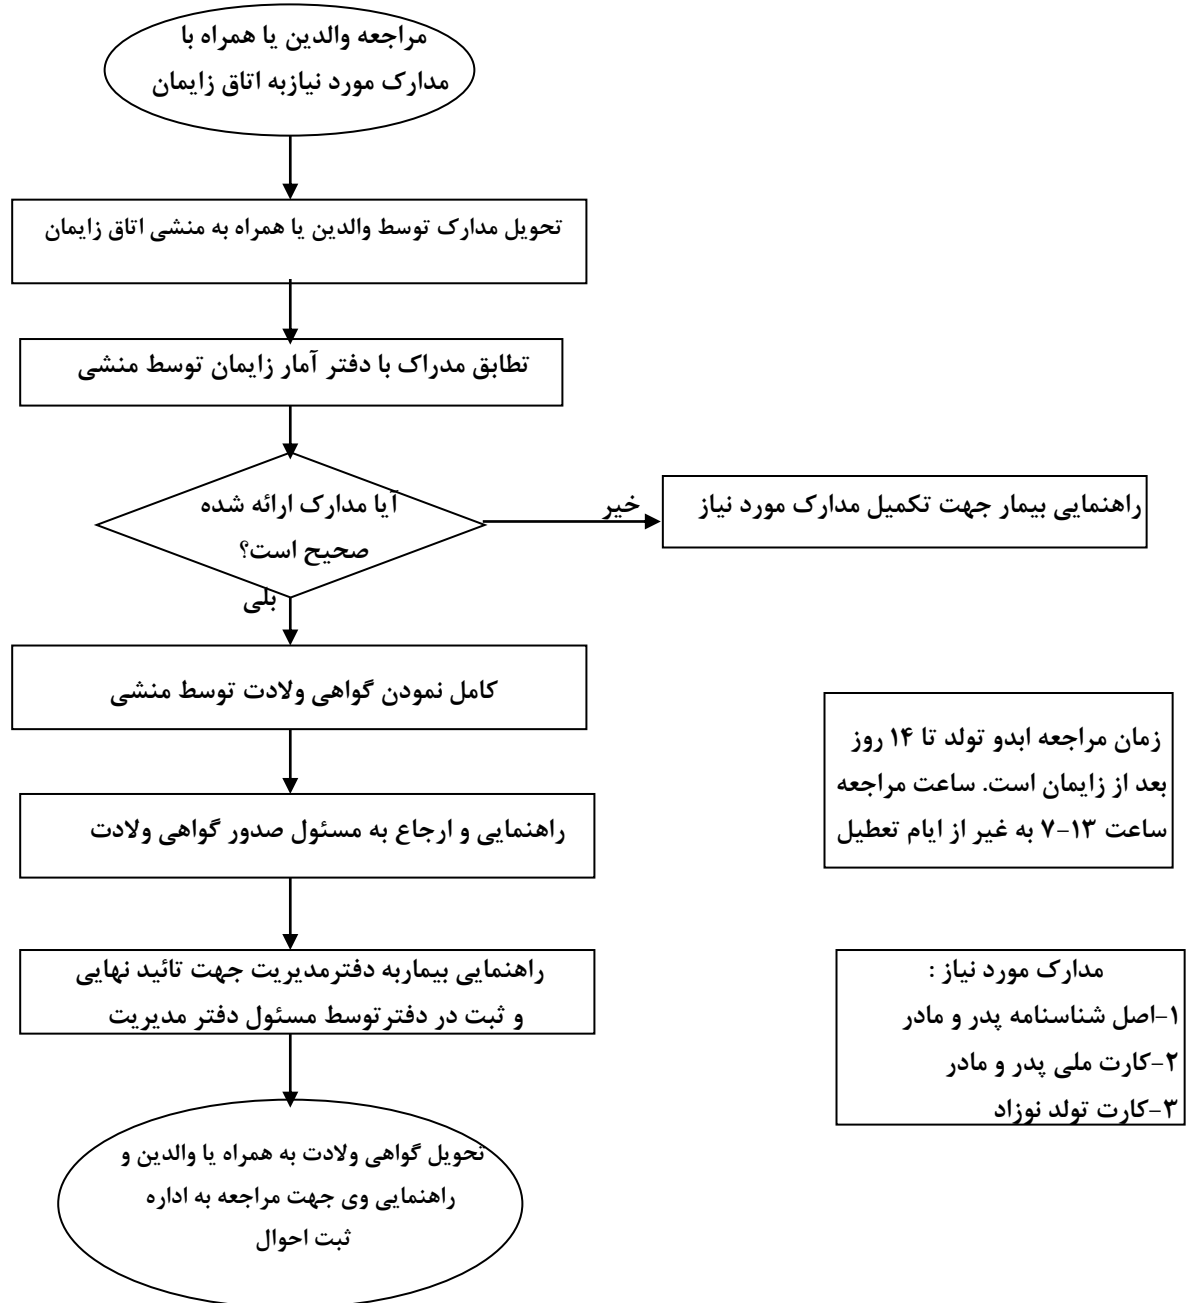 مراجعه والدین یا همراه با
مدارک مورد نیازبه اتاق زایمان
تحویل مدارک توسط والدین یا همراه به منشی اتاق زایمان
تطابق مدراک با دفتر آمار زایمان توسط منشی
آیا مدارک ارائه شده
صحیح است؟
خیر
راهنمایی بیمار جهت تکمیل مدارک مورد نیاز
بلی
کامل نمودن گواهی ولادت توسط منشی
راهنمایی و ارجاع به مسئول صدور گواهی ولادت
راهنمایی بیماربه دفترمدیریت جهت تائید نهایی
و ثبت در دفترتوسط مسئول دفتر مدیریت
تحویل گواهی ولادت به همراه یا والدین و
راهنمایی وی جهت مراجعه به اداره
ثبت احوال
زمان مراجعه ابدو تولد تا ۱۴ روز
بعد از زایمان است. ساعت مراجعه
ساعت ۱۳-۷ به غیر از ایام تعطیل
مدارک مورد نیاز :
۱-اصل شناسنامه پدر و مادر
۲-کارت ملی پدر و مادر
۳-کارت تولد نوزاد